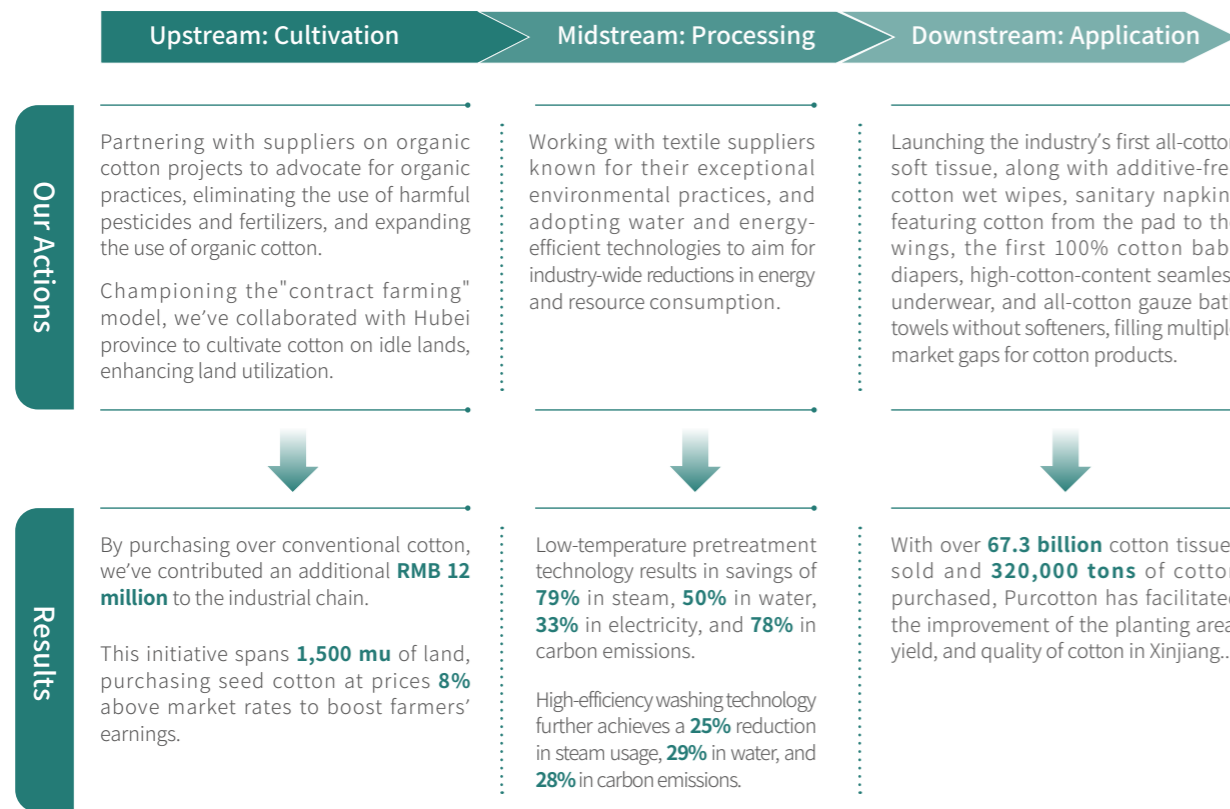 Upstream: Cultivation
Midstream: Processing
Downstream: Application
Our Actions
Partnering with suppliers on organic
cotton projects to advocate for organic
practices, eliminating the use of harmful
pesticides and fertilizers, and expanding
the use of organic cotton.
Championing the"contract farming"
model, we've collaborated with Hubei
province to cultivate cotton on idle lands,
enhancing land utilization.
Working with textile suppliers
known for their exceptional
environmental practices, and
adopting water and energy-
efficient technologies to aim for
industry-wide reductions in energy
and resource consumption.
Launching the industry's first all-cotton
soft tissue, along with additive-fre
cotton wet wipes, sanitary napkin
featuring cotton from the pad to th
wings, the first 100% cotton bab
diapers, high-cotton-content seamles
underwear, and all-cotton gauze bat
towels without softeners, filling multipl
market gaps for cotton products.
Results
By purchasing over conventional cotton,
we've contributed an additional RMB 12
million to the industrial chain.
This initiative spans 1,500 mu of land,
purchasing seed cotton at prices 8%
above market rates to boost farmers'
earnings.
Low-temperature pretreatment
technology results in savings of
79% in steam, 50% in water,
33% in electricity, and 78% in
carbon emissions.
High-efficiency washing technology
further achieves a 25% reduction
in steam usage, 29% in water, and
28% in carbon emissions.
With over 67.3 billion cotton tissue
sold and 320,000 tons of cotton
purchased, Purcotton has facilitate
the improvement of the planting area
yield, and quality of cotton in Xinjiang..